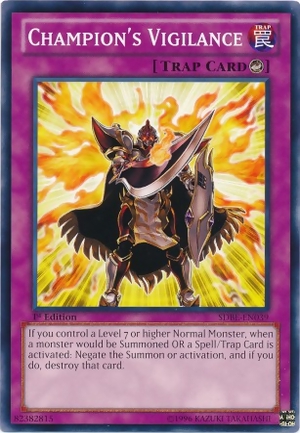 CHAMPION'S VIGILANCE
TRAP
罠
[TRAP CARD]
1st Edition
SDBE-EN039
If you control a Level 7 or higher Normal Monster, when
a monster would be Summoned OR a Spell/Trap Card is
activated: Negate the Summon or activation, and if you
do, destroy that card.
82382815
©1996 KAZUKI TAKAHASHI